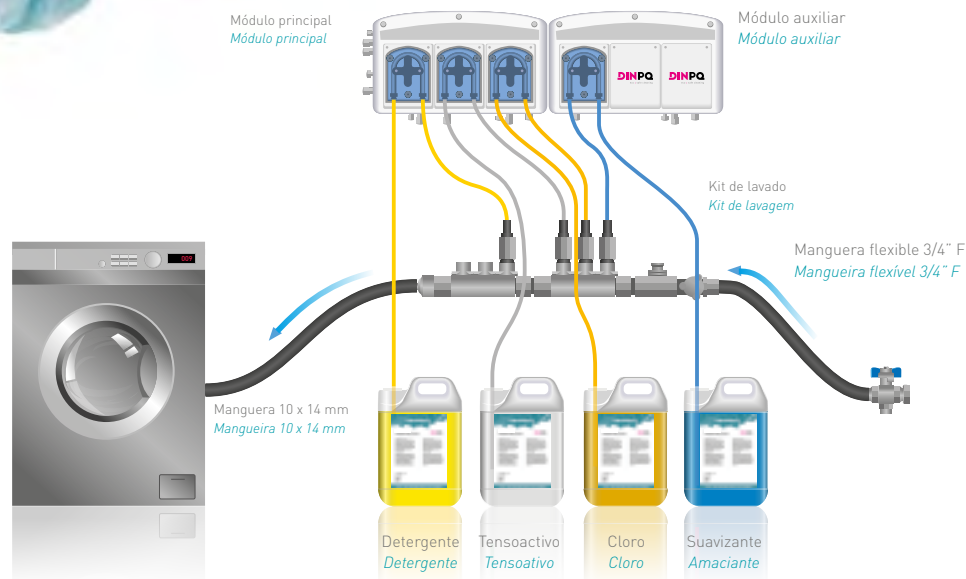 Módulo principal
Módulo principal
Módulo auxiliar
Módulo auxiliar
DINPQ
DINPQ
Kit de lavado
Kit de lavagem
Manguera flexible 3/4¨ F
Mangueira flexível 3/4¨ F
009
Manguera 10 x 14 mm
Mangueira 10 x 14 mm
Detergente
Detergente
Tensoactivo
Tensoativo
Cloro
Cloro
Suavizante
Amaciante